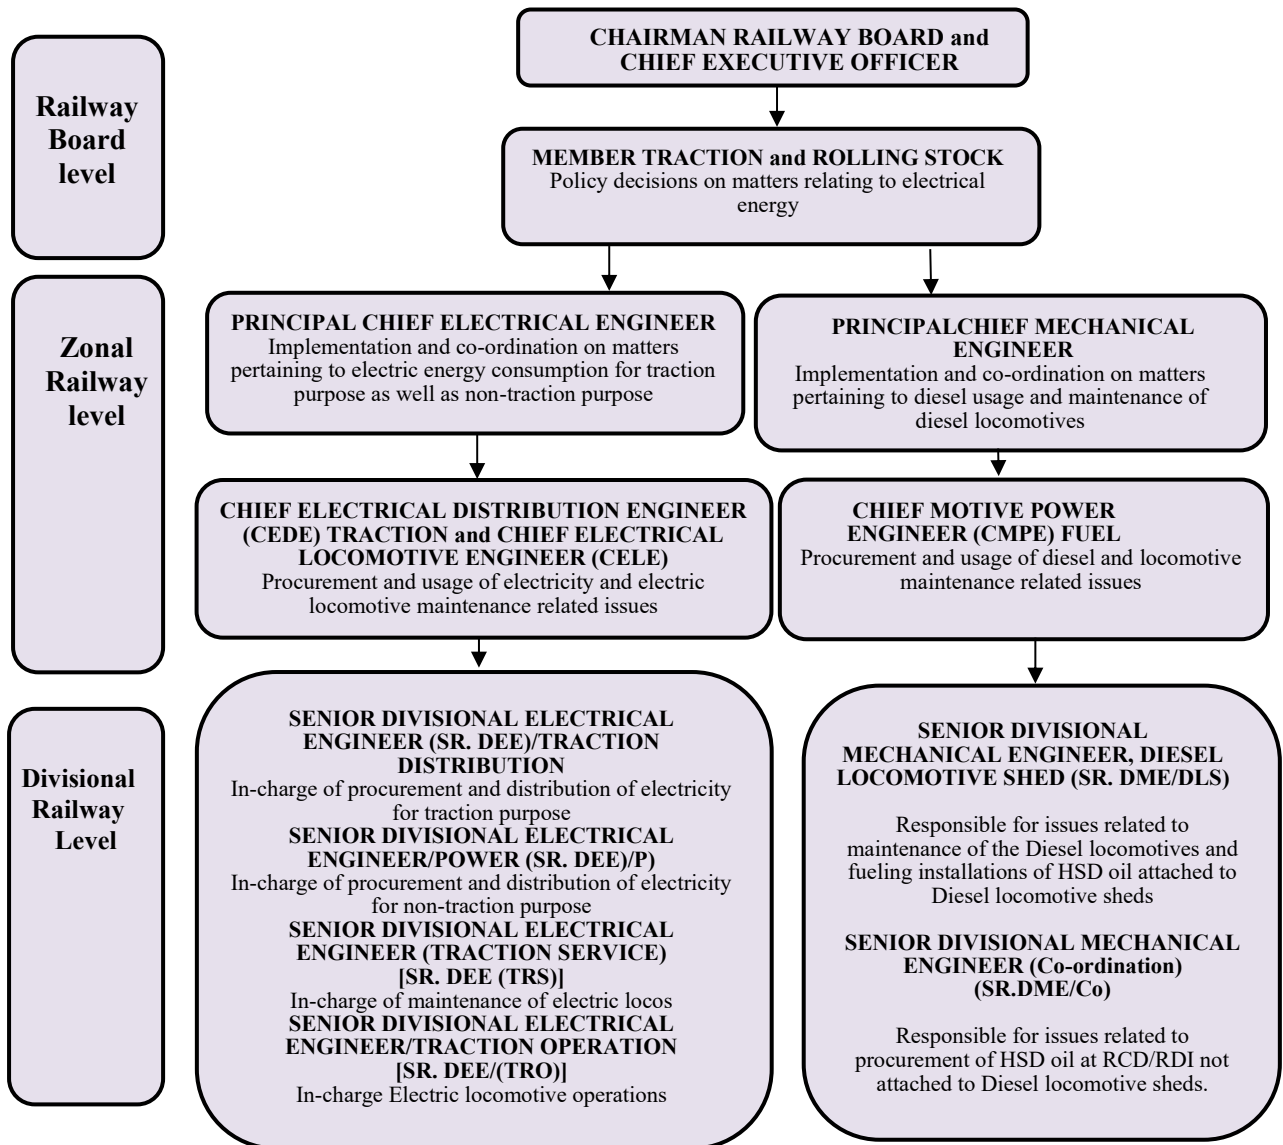 CHAIRMAN RAILWAY BOARD and
CHIEF EXECUTIVE OFFICER
Railway
Board
level
MEMBER TRACTION and ROLLING STOCK
Policy decisions on matters relating to electrical
energy
Zonal
Railway
level
PRINCIPAL CHIEF ELECTRICAL ENGINEER
Implementation and co-ordination on matters
pertaining to electric energy consumption for traction
purpose as well as non-traction purpose
PRINCIPALCHIEF MECHANICAL
ENGINEER
Implementation and co-ordination on matters
pertaining to diesel usage and maintenance of
diesel locomotives
CHIEF ELECTRICAL DISTRIBUTION ENGINEER
(CEDE) TRACTION and CHIEF ELECTRICAL
LOCOMOTIVE ENGINEER (CELE)
Procurement and usage of electricity and electric
locomotive maintenance related issues
CHIEF MOTIVE POWER
ENGINEER (CMPE) FUEL
Procurement and usage of diesel and locomotive
maintenance related issues
Divisional
Railway
Level
SENIOR DIVISIONAL ELECTRICAL
ENGINEER (SR. DEE)/TRACTION
DISTRIBUTION
In-charge of procurement and distribution of electricity
for traction purpose
SENIOR DIVISIONAL ELECTRICAL
ENGINEER/POWER (SR. DEE)/P)
In-charge of procurement and distribution of electricity
for non-traction purpose
SENIOR DIVISIONAL ELECTRICAL
ENGINEER (TRACTION SERVICE)
[SR. DEE (TRS)]
In-charge of maintenance of electric locos
SENIOR DIVISIONAL ELECTRICAL
ENGINEER/TRACTION OPERATION
[SR. DEE/(TRO)]
In-charge Electric locomotive operations
SENIOR DIVISIONAL
MECHANICAL ENGINEER, DIESEL
LOCOMOTIVE SHED (SR. DME/DLS)
Responsible for issues related to
maintenance of the Diesel locomotives and
fueling installations of HSD oil attached to
Diesel locomotive sheds
SENIOR DIVISIONAL MECHANICAL
ENGINEER (Co-ordination)
(SR.DME/Co)
Responsible for issues related to
procurement of HSD oil at RCD/RDI not
attached to Diesel locomotive sheds.